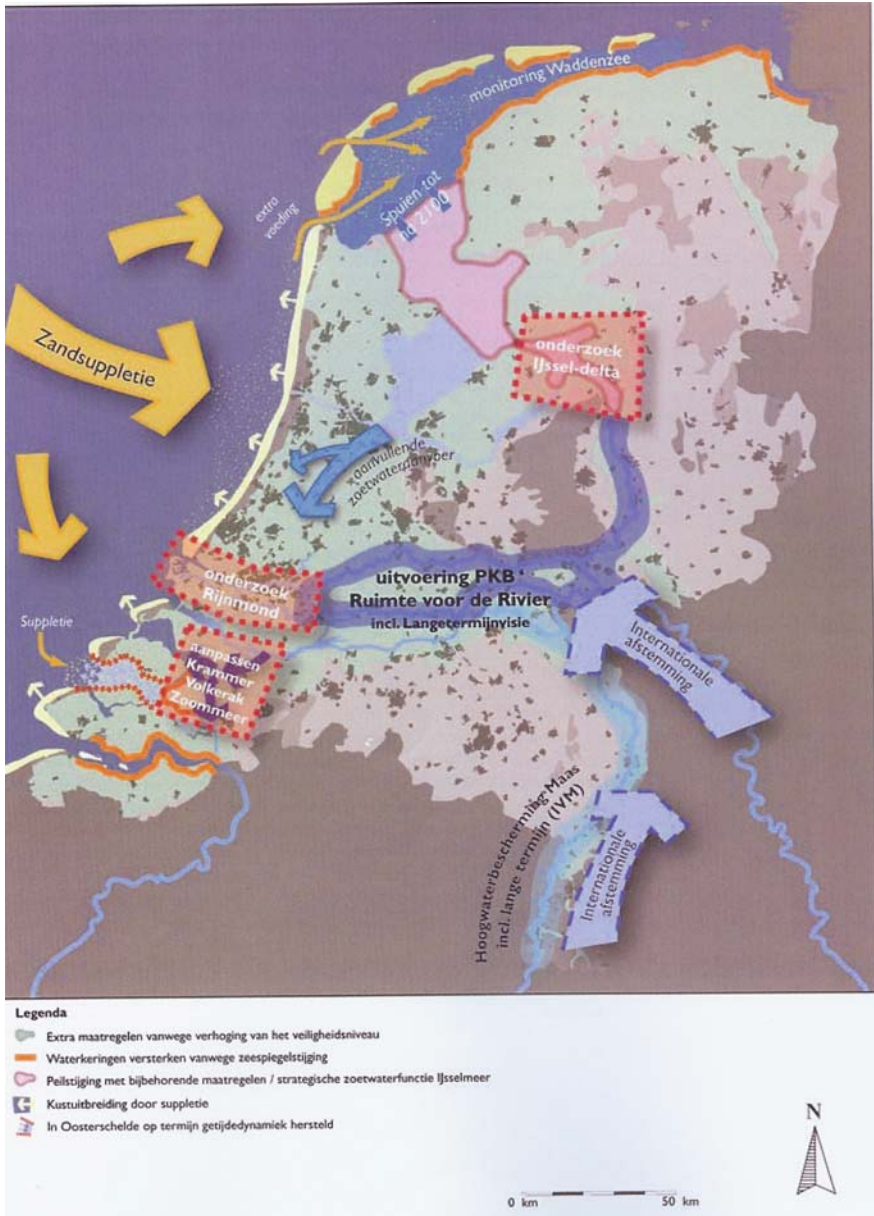 monitoring Waddenzee
extra
voeding
Spuien tot
na 2100
Zandsuppletie
onderzoek
IJssel-delta
aanvullende
zoetwateraanvoer
onderzoek
Rijnmond
uitvoering PKB
Ruimte voor de Rivier
incl. Langetermijnvisie
Suppletie
aanpassen
Krammer
Volkerak
Zoommeer
Internationale
afstemming
Hoogwaterbescherming Maas
incl. lange termijn (IVM)
Internationale
afstemming
Legenda
Extra maatregelen vanwege verhoging van het veiligheidsniveau
Waterkeringen versterken vanwege zeespiegelstijging
Peilstijging met bijbehorende maatregelen / strategische zoetwaterfunctie IJsselmeer
Kustuitbreiding door suppletie
In Oosterschelde op termijn getijdedynamiek hersteld
N
0 km 50 km